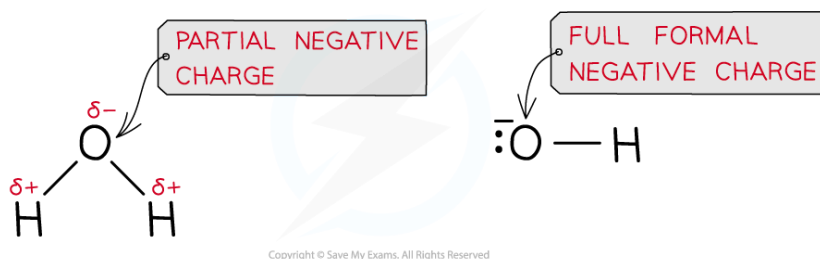 PARTIAL NEGATIVE
CHARGE
δ−
O
δ+
δ+
H
H
FULL FORMAL
NEGATIVE CHARGE
−
:O—H
Copyright © Save My Exams. All Rights Reserved